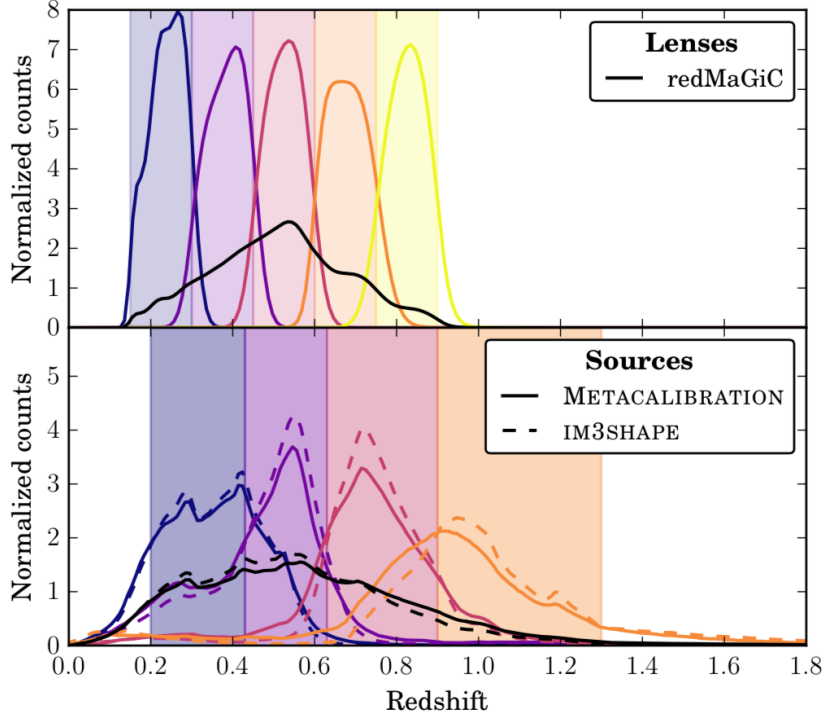 Normalized counts
8
7
6
5
4
3
2
1
0
Lenses
redMaGiC
Normalized counts
5
4
3
2
1
0
Sources
METACALIBRATION
IM3SHAPE
0.0 0.2 0.4 0.6 0.8 1.0 1.2 1.4 1.6 1.8
Redshift